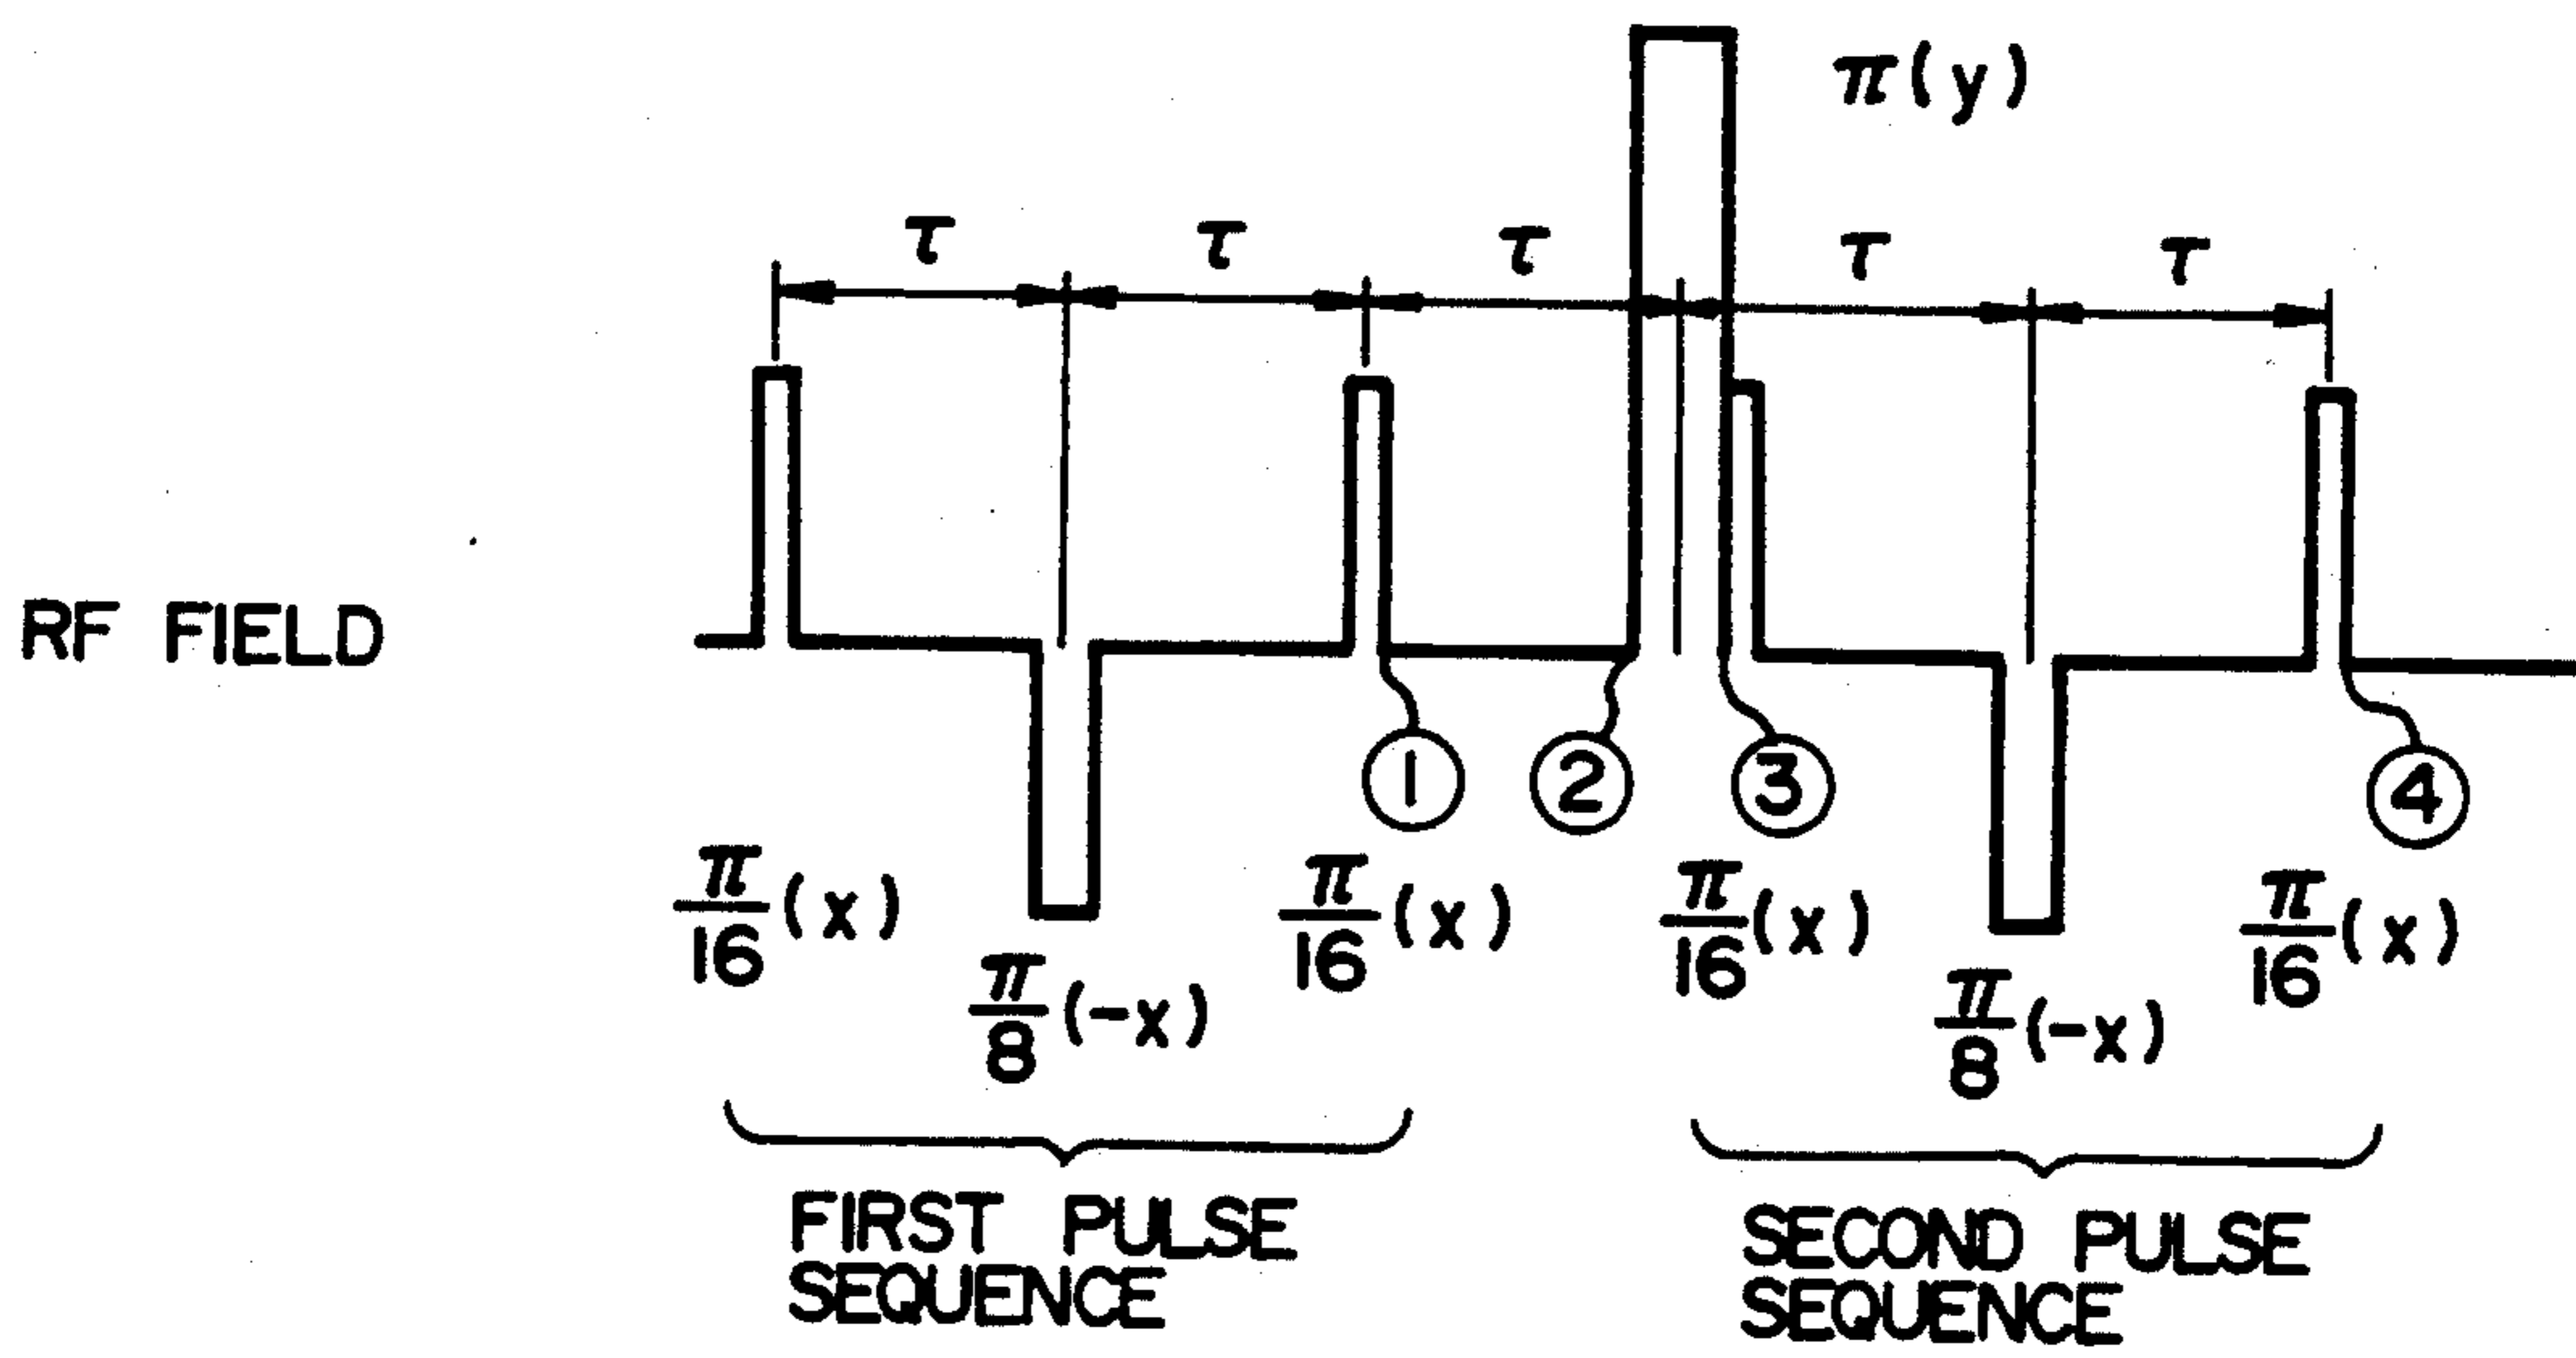 π(y)
τ τ τ τ τ
RF FIELD
1 2 3 4
π/16 (x) π/8 (-x) π/16 (x) π/16 (x) π/8 (-x) π/16 (x)
FIRST PULSE
SEQUENCE
SECOND PULSE
SEQUENCE